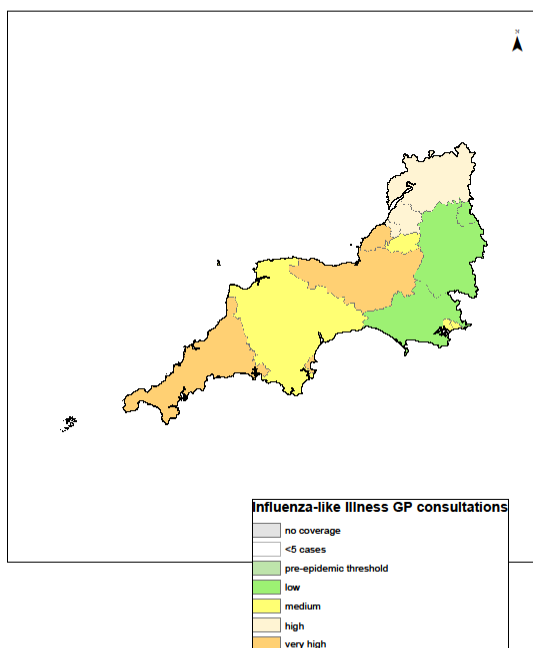 N
Influenza-like Illness GP consultations
no coverage
<5 cases
pre-epidemic threshold
low
medium
high
very high